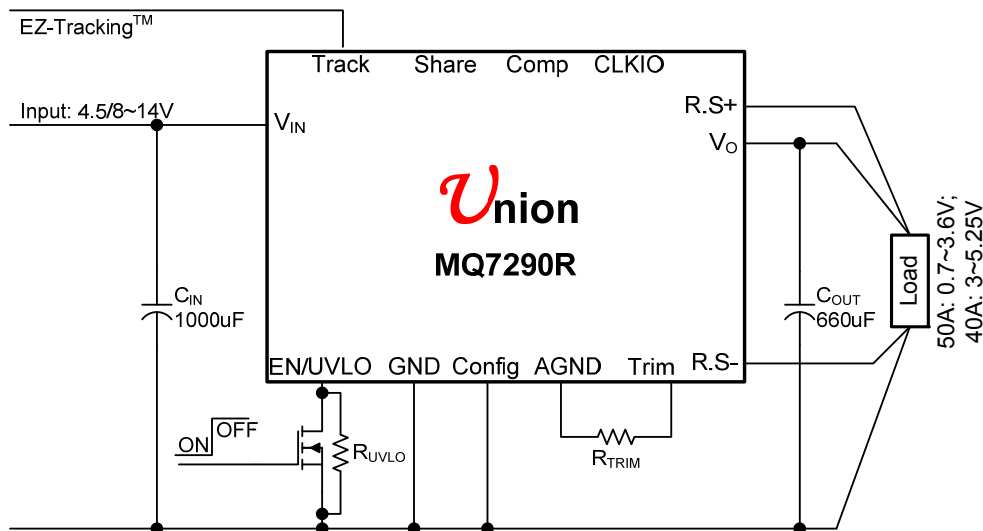 EZ-Tracking™
Track Share Comp CLKIO
Input: 4.5/8~14V
VIN
R.S+
VO
Union
MQ7290R
CIN
1000uF
COUT
660uF
Load
50A: 0.7~3.6V;
40A: 3~5.25V
R.S-
EN/UVLO GND Config AGND Trim
ON OFF
RUVLO
RTRIM